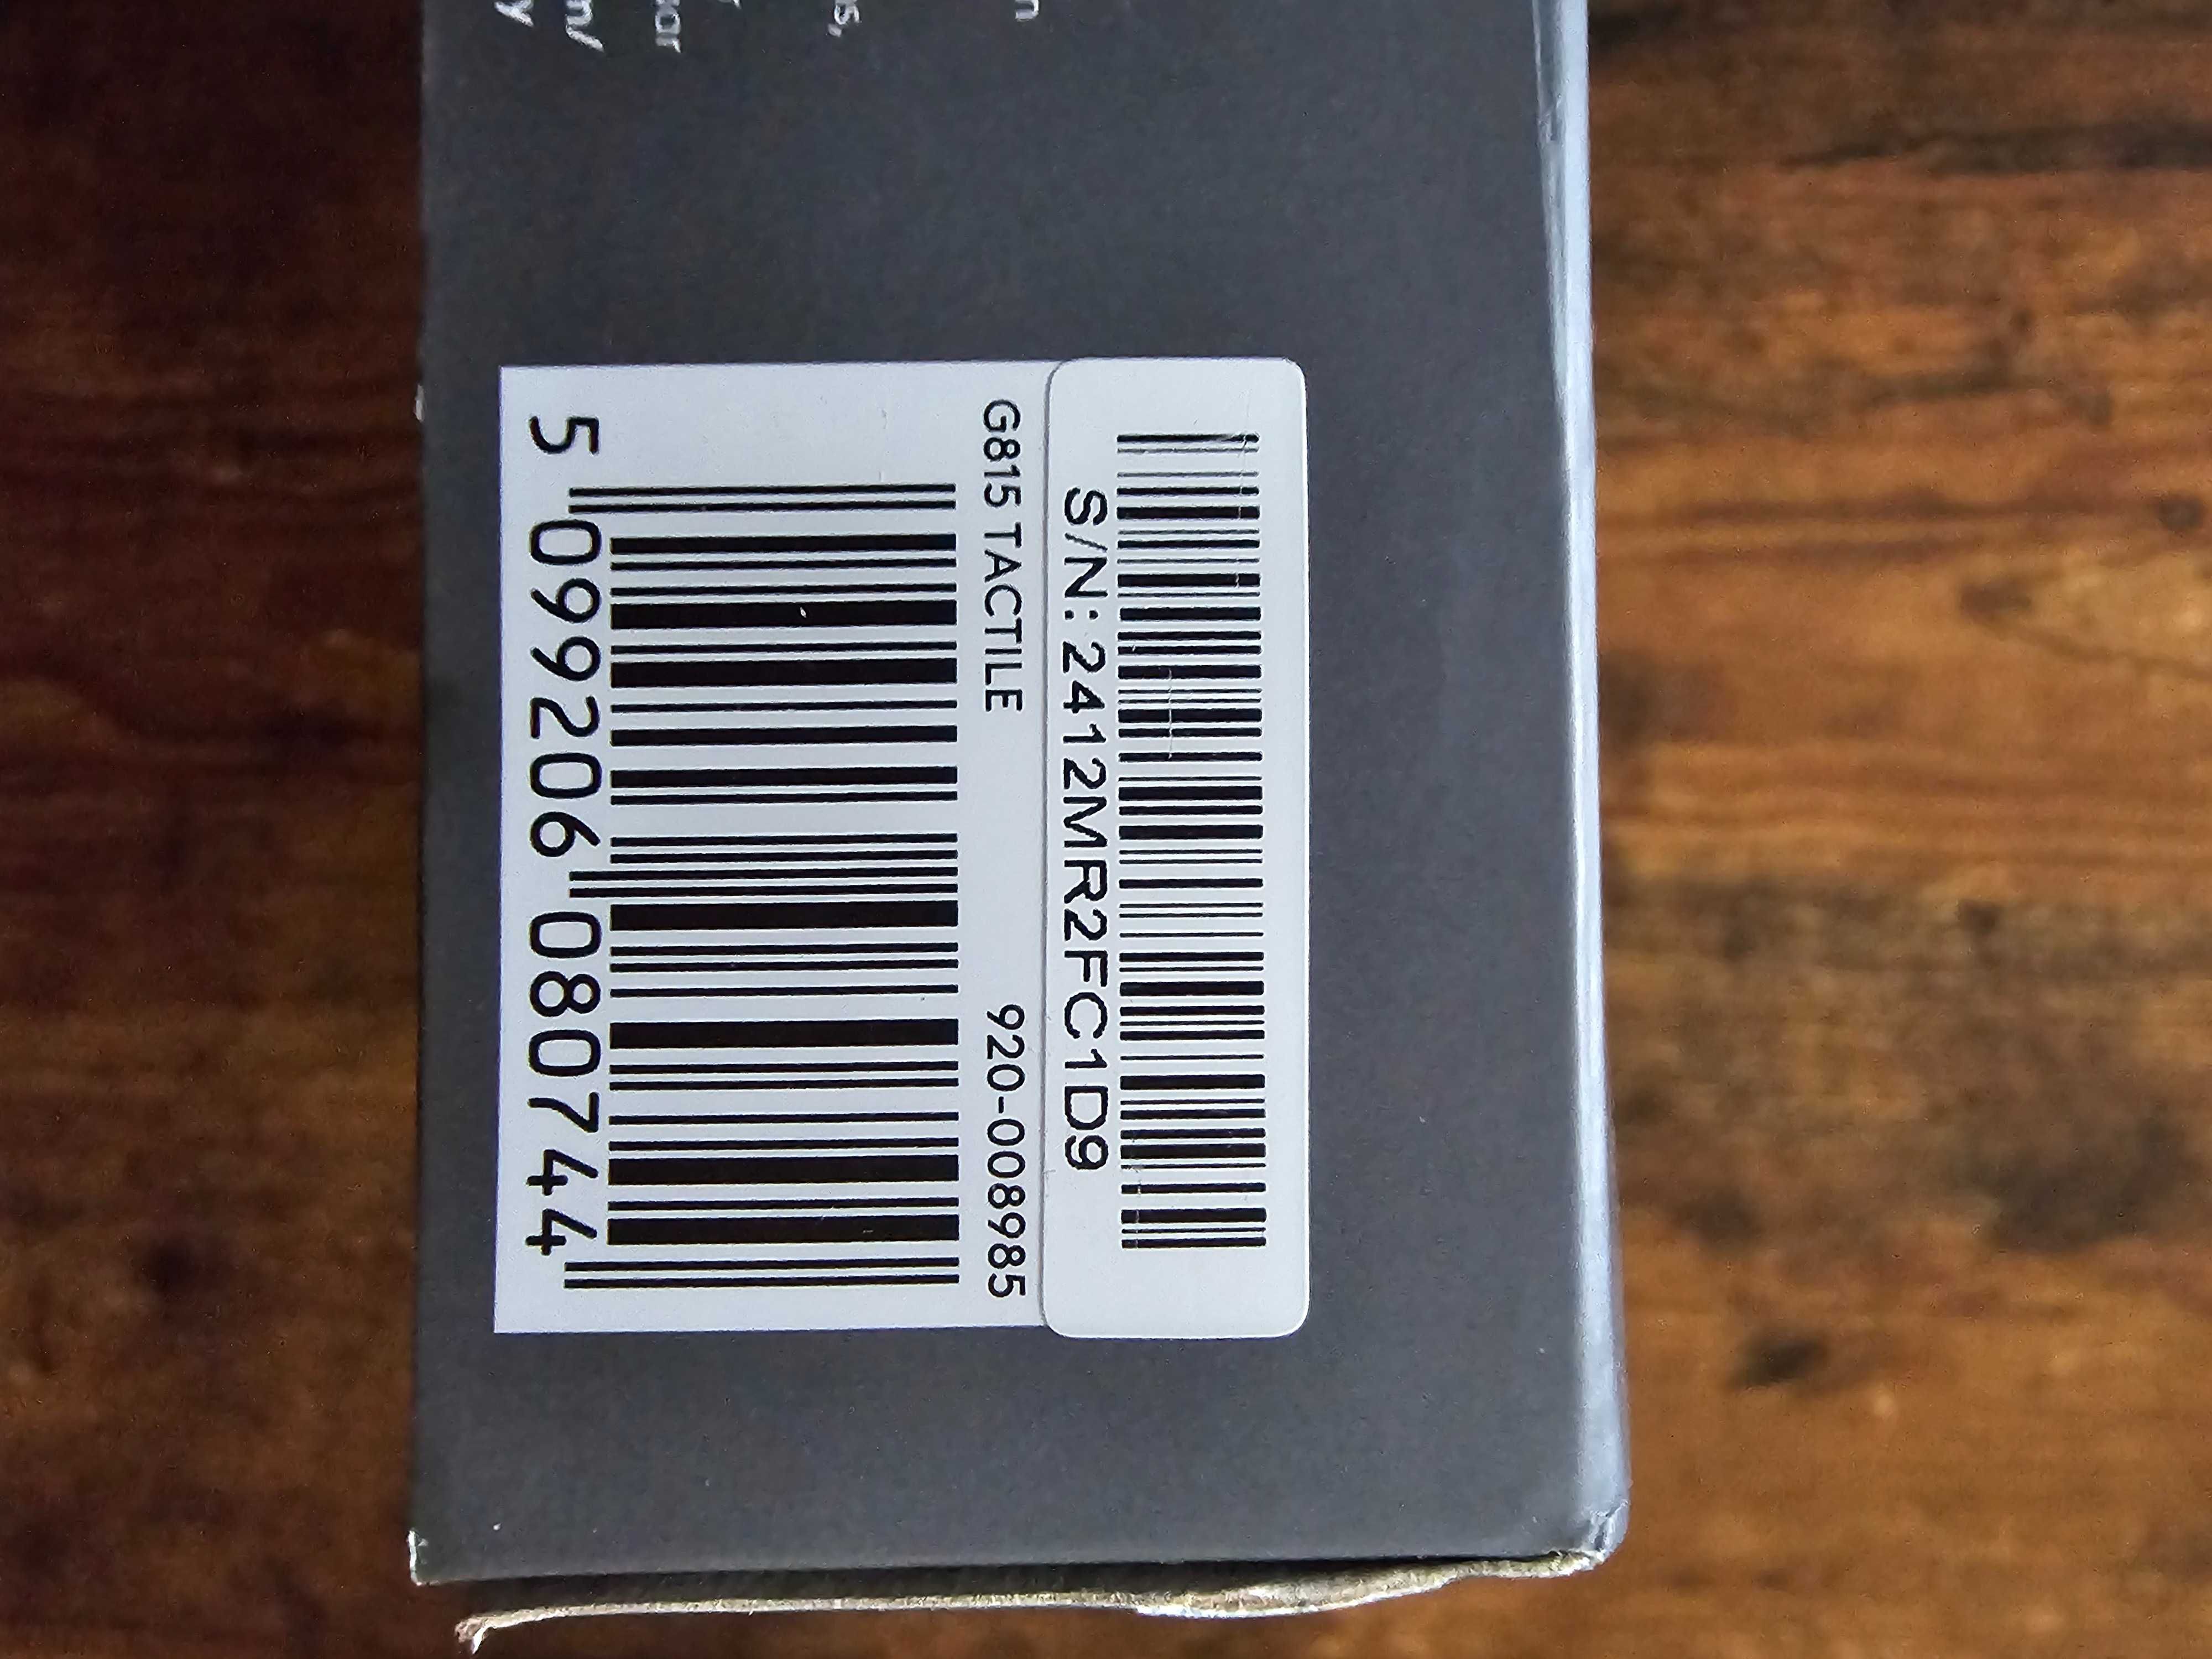 S/N: 2412MR2FC1D9
G815 TACTILE 920-008985
5 099206 080744